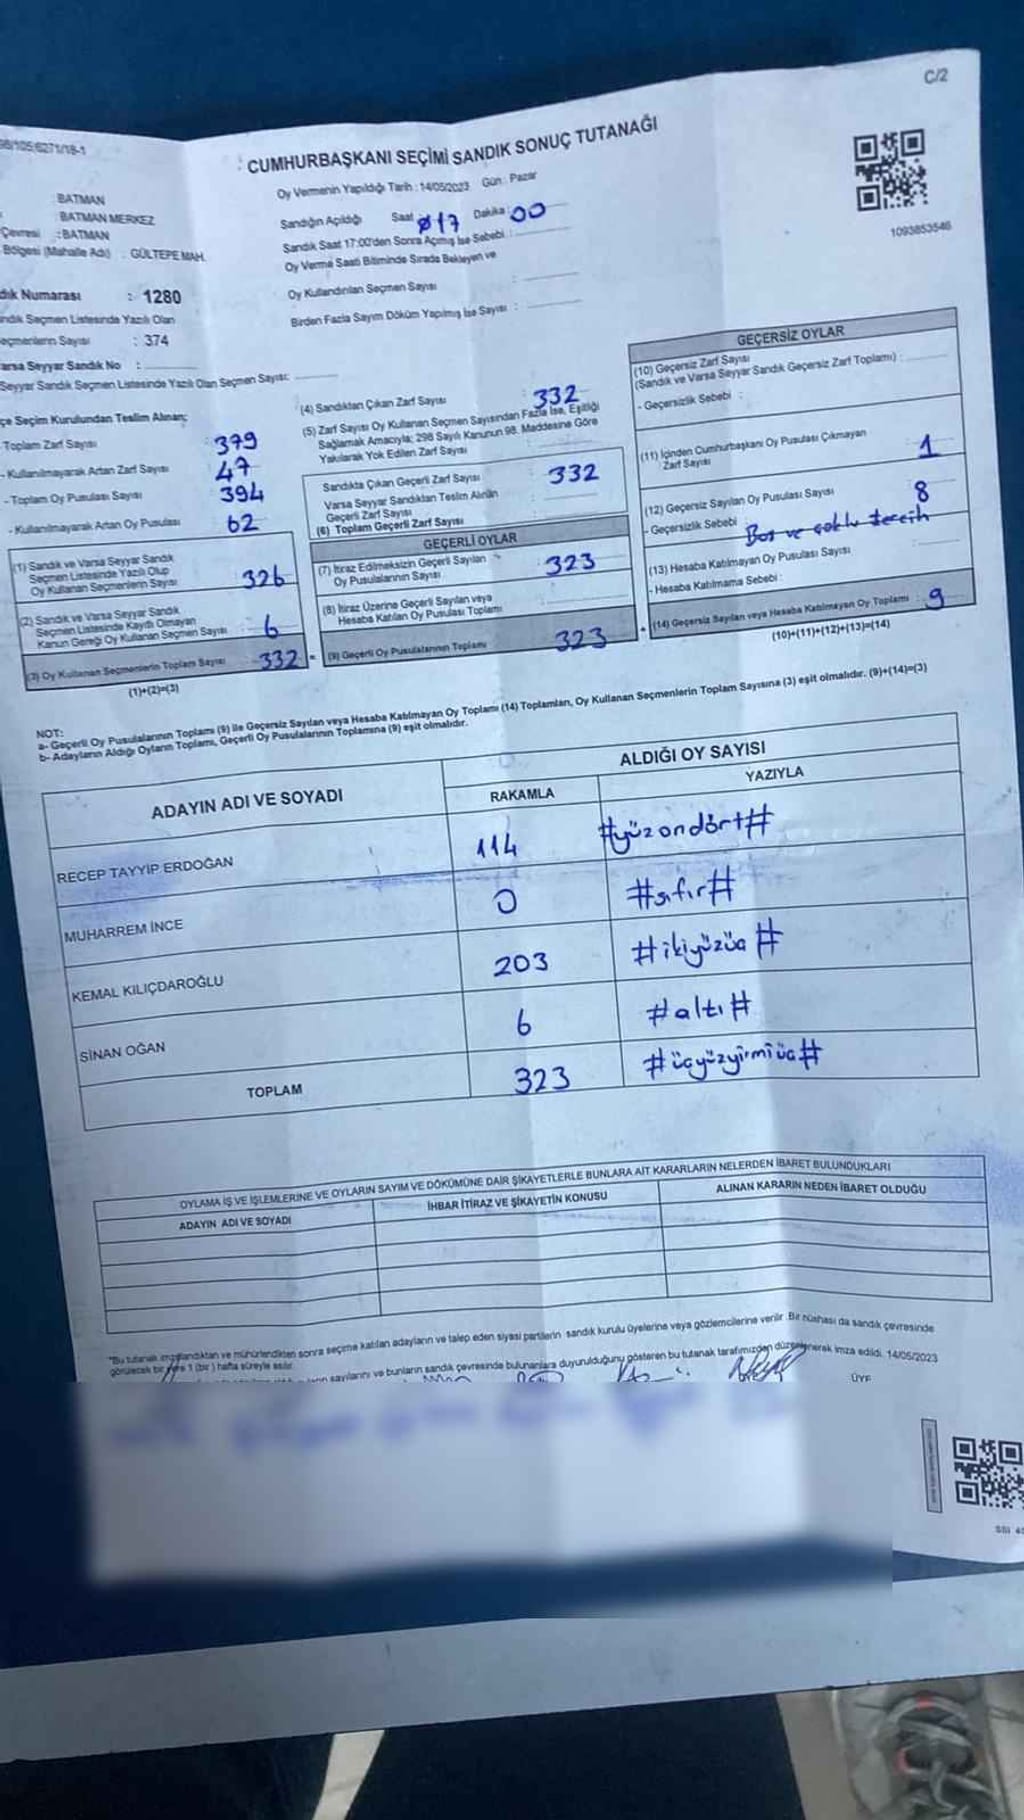 C/2
98/105:6271/18-1
CUMHURBAŞKANI SEÇİMİ SANDIK SONUÇ TUTANAĞI
Oy Vermenin Yapıldığı Tarih : 14/05/2023 Gün : Pazar
BATMAN
BATMAN MERKEZ
Çevresi : BATMAN
Bölgesi (Mahalle Adı) : GÜLTEPE MAH.
Sandığın Açıldığı Saat 017 Dakika : 00
Sandık Saat 17:00'den Sonra Açılmış İse Sebebi :
Oy Verme Saati Bitiminde Sırada Bekleyen ve
Oy Kullandırılan Seçmen Sayısı :
Birden Fazla Sayım Döküm Yapılmış İse Sayısı :
1093853546
dık Numarası : 1280
ndık Seçmen Listesinde Yazılı Olan
eçmenlerin Sayısı : 374
arsa Seyyar Sandık No :
Seyyar Sandık Seçmen Listesinde Yazılı Olan Seçmen Sayısı:
çe Seçim Kurulundan Teslim Alınan;
Toplam Zarf Sayısı : 379
- Kullanılmayarak Artan Zarf Sayısı 47
- Toplam Oy Pusulası Sayısı 394
- Kullanılmayarak Artan Oy Pusulası 62
(1) Sandık ve Varsa Seyyar Sandık
Seçmen Listesinde Yazılı Olup
Oy Kullanan Seçmenlerin Sayısı : 326
(2) Sandık ve Varsa Seyyar Sandık
Seçmen Listesinde Kaydı Olmayan
Kanun Gereği Oy Kullanan Seçmen Sayısı : 6
(3) Oy Kullanan Seçmenlerin Toplam Sayısı : 332
(1)+(2)=(3)
(4) Sandıktan Çıkan Zarf Sayısı : 332
(5) Zarf Sayısı Oy Kullanan Seçmen Sayısından Fazla İse, Eşitliği
Sağlamak Amacıyla; 298 Sayılı Kanunun 98. Maddesine Göre
Yakılarak Yok Edilen Zarf Sayısı :
Sandıkta Çıkan Geçerli Zarf Sayısı : 332
Varsa Seyyar Sandıktan Teslim Alınan
Geçerli Zarf Sayısı :
(6) Toplam Geçerli Zarf Sayısı :
GEÇERLİ OYLAR
(7) İtiraz Edilmeksizin Geçerli Sayılan
Oy Pusulalarının Sayısı : 323
(8) İtiraz Üzerine Geçerli Sayılan veya
Hesaba Katılan Oy Pusulası Toplamı :
= (9) Geçerli Oy Pusulalarının Toplamı : 323
GEÇERSİZ OYLAR
(10) Geçersiz Zarf Sayısı
(Sandık ve Varsa Seyyar Sandık Geçersiz Zarf Toplamı) :
- Geçersizlik Sebebi :
(11) İçinden Cumhurbaşkanı Oy Pusulası Çıkmayan
Zarf Sayısı : 1
(12) Geçersiz Sayılan Oy Pusulası Sayısı : 8
- Geçersizlik Sebebi : Boş ve çoklu tercih
(13) Hesaba Katılmayan Oy Pusulası Sayısı :
- Hesaba Katılmama Sebebi :
+ (14) Geçersiz Sayılan veya Hesaba Katılmayan Oy Toplamı : 9
(10)+(11)+(12)+(13)=(14)
NOT:
a- Geçerli Oy Pusulalarının Toplamı (9) ile Geçersiz Sayılan veya Hesaba Katılmayan Oy Toplamı (14) Toplamları, Oy Kullanan Seçmenlerin Toplam Sayısına (3) eşit olmalıdır. (9)+(14)=(3)
b- Adayların Aldığı Oyların Toplamı, Geçerli Oy Pusulalarının Toplamına (9) eşit olmalıdır.
ADAYIN ADI VE SOYADI
ALDIĞI OY SAYISI
RAKAMLA YAZIYLA
RECEP TAYYİP ERDOĞAN 114 #yüzondört#
MUHARREM İNCE 0 #sıfır#
KEMAL KILIÇDAROĞLU 203 #ikiyüzüç#
SİNAN OĞAN 6 #altı#
TOPLAM 323 #üçyüzyirmiüç#
OYLAMA İŞ VE İŞLEMLERİNE VE OYLARIN SAYIM VE DÖKÜMÜNE DAİR ŞİKAYETLERLE BUNLARA AİT KARARLARIN NELERDEN İBARET BULUNDUKLARI
ADAYIN ADI VE SOYADI İHBAR İTİRAZ VE ŞİKAYETİN KONUSU ALINAN KARARIN NEDEN İBARET OLDUĞU
"Bu tutanak imzalandıktan ve mühürlendikten sonra seçime katılan adayların ve talep eden siyasi partilerin sandık kurulu üyelerine veya gözlemcilerine verilir. Bir nüshası da sandık çevresinde
görülecek bir yere 1 (bir) hafta süreyle asılır.
sayılarını ve bunların sandık çevresinde bulunanlara duyurulduğunu gösteren bu tutanak tarafımızdan düzenlenerek imza edildi. 14/05/2023
ÜYE